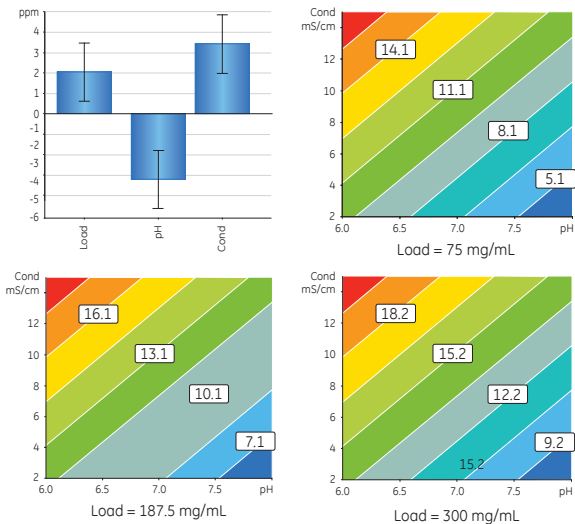 ppm
4
3
2
1
0
-1
-2
-3
-4
-5
-6
Load
pH
Cond
Cond
mS/cm
12
10
8
6
4
2
14.1
11.1
8.1
5.1
6.0 6.5 7.0 7.5 pH
Load = 75 mg/mL
Cond
mS/cm
12
10
8
6
4
2
16.1
13.1
10.1
7.1
6.0 6.5 7.0 7.5 pH
Load = 187.5 mg/mL
Cond
mS/cm
12
10
8
6
4
2
18.2
15.2
12.2
9.2
15.2
6.0 6.5 7.0 7.5 pH
Load = 300 mg/mL